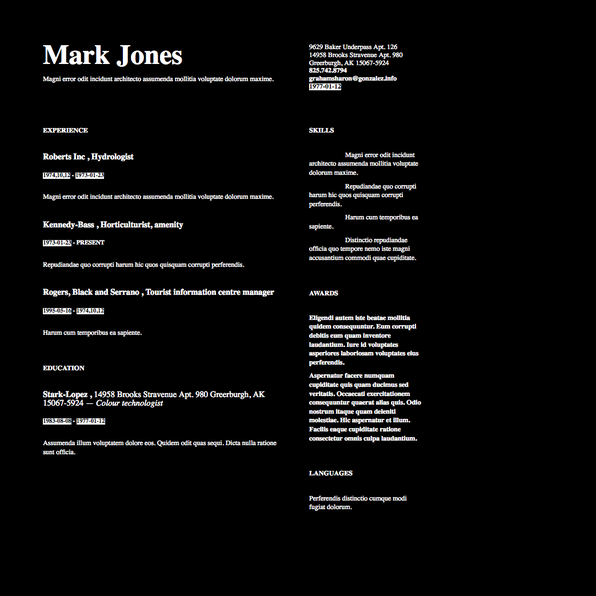 Mark Jones
Magni error odit incidunt architecto assumenda mollitia voluptate dolorum maxime.
9629 Baker Underpass Apt. 126
14958 Brooks Stravenue Apt. 980
Greerburgh, AK 15067-5924
825.742.8794
grahamsharon@gonzalez.info
1977-01-12
EXPERIENCE
Roberts Inc , Hydrologist
1974.10.12 - 1973-01-23
Magni error odit incidunt architecto assumenda mollitia voluptate dolorum maxime.
Kennedy-Bass , Horticulturist, amenity
1973-01-23 - PRESENT
Repudiandae quo corrupti harum hic quos quisquam corrupti perferendis.
Rogers, Black and Serrano , Tourist information centre manager
1992-02-16 - 1974.10.12
Harum cum temporibus ea sapiente.
EDUCATION
Stark-Lopez , 14958 Brooks Stravenue Apt. 980 Greerburgh, AK
15067-5924 — Colour technologist
1983-08-08 - 1977-01-12
Assumenda illum voluptatem dolore eos. Quidem odit quas sequi. Dicta nulla ratione
sunt officia.
SKILLS
Magni error odit incidunt
architecto assumenda mollitia voluptate
dolorum maxime.
Repudiandae quo corrupti
harum hic quos quisquam corrupti
perferendis.
Harum cum temporibus ea
sapiente.
Distinctio repudiandae
officia quo tempore nemo iste magni
accusantium commodi quae cupiditate.
AWARDS
Eligendi autem iste beatae mollitia
quidem consequuntur. Eum corrupti
debitis eum quam inventore
laudantium. Iure id voluptates
asperiores laboriosam voluptates eius
perferendis.
Aspernatur facere numquam
cupiditate quis quam ducimus sed
veritatis. Occaecati exercitationem
consequuntur quaerat alias quis. Odio
nostrum itaque quam deleniti
molestiae. Hic aspernatur et illum.
Facilis eaque cupiditate ratione
consectetur omnis culpa laudantium.
LANGUAGES
Perferendis distinctio cumque modi
fugiat dolorum.